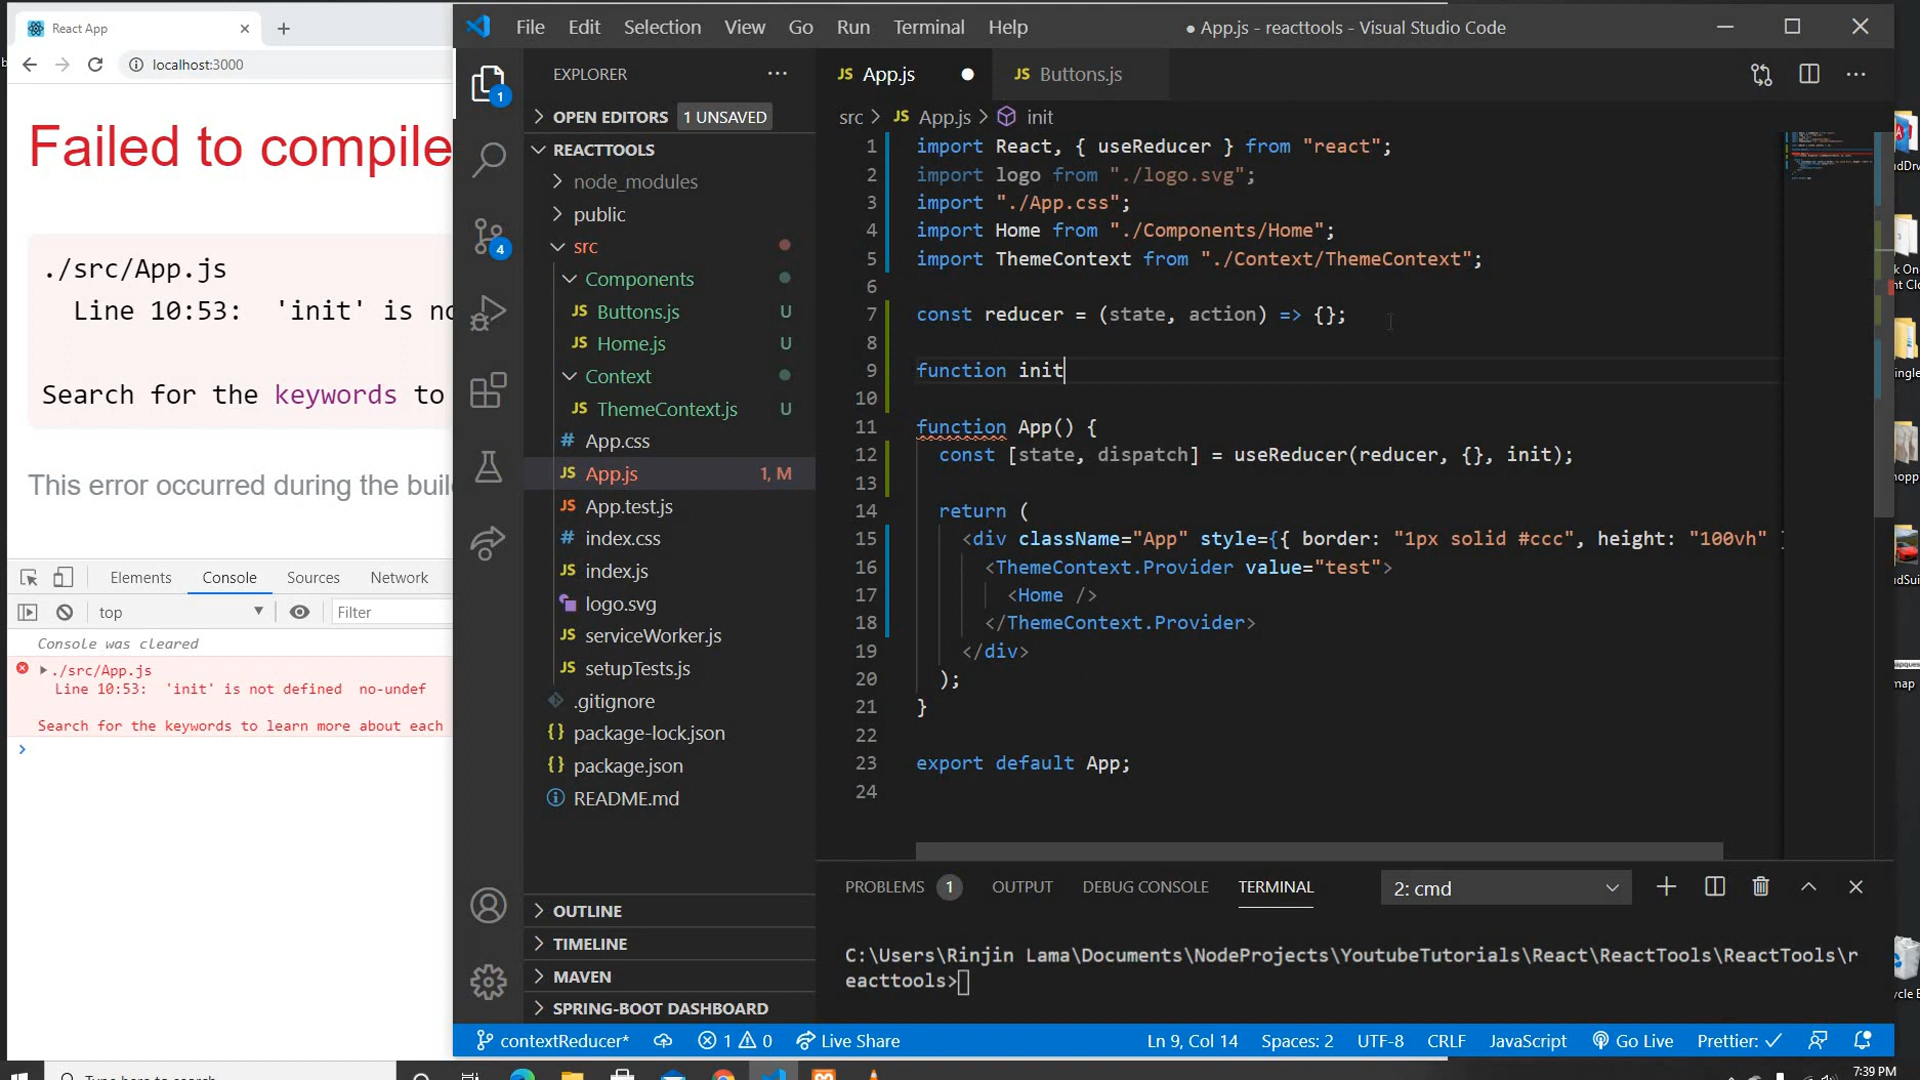 React App
localhost:3000
Failed to compile
./src/App.js
Line 10:53: 'init' is no
Search for the keywords to
This error occurred during the buil
Elements Console Sources Network
top Filter
Console was cleared
./src/App.js
Line 10:53: 'init' is not defined no-undef
Search for the keywords to learn more about each
File Edit Selection View Go Run Terminal Help
● App.js - reacttools - Visual Studio Code
1
4
EXPLORER
OPEN EDITORS 1 UNSAVED
REACTTOOLS
node_modules
public
src
Components
JS Buttons.js U
JS Home.js U
Context
JS ThemeContext.js U
# App.css
JS App.js 1, M
JS App.test.js
# index.css
JS index.js
logo.svg
JS serviceWorker.js
JS setupTests.js
.gitignore
{} package-lock.json
{} package.json
README.md
OUTLINE
TIMELINE
MAVEN
SPRING-BOOT DASHBOARD
JS App.js JS Buttons.js
src > JS App.js > init
1 import React, { useReducer } from "react";
2 import logo from "./logo.svg";
3 import "./App.css";
4 import Home from "./Components/Home";
5 import ThemeContext from "./Context/ThemeContext";
6
7 const reducer = (state, action) => {};
8
9 function init
10
11 function App() {
12 const [state, dispatch] = useReducer(reducer, {}, init);
13
14 return (
15 <div className="App" style={{ border: "1px solid #ccc", height: "100vh" }
16 <ThemeContext.Provider value="test">
17 <Home />
18 </ThemeContext.Provider>
19 </div>
20 );
21 }
22
23 export default App;
24
PROBLEMS 1 OUTPUT DEBUG CONSOLE TERMINAL 2: cmd
C:\Users\Rinjin Lama\Documents\NodeProjects\YoutubeTutorials\React\ReactTools\ReactTools\r
eacttools>
contextReducer* 1 0 Live Share Ln 9, Col 14 Spaces: 2 UTF-8 CRLF JavaScript Go Live Prettier: ✓
7:39 PM